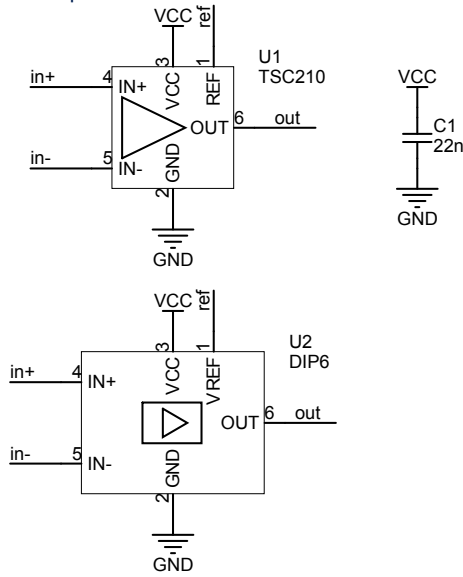 VCC
ref
3
1
U1
TSC210
in+
4
IN+
VCC
REF
OUT
6
out
in-
5
IN-
GND
2
GND
VCC
C1
22n
GND
VCC
ref
3
1
U2
DIP6
in+
4
IN+
VCC
VREF
OUT
6
out
in-
5
IN-
GND
2
GND